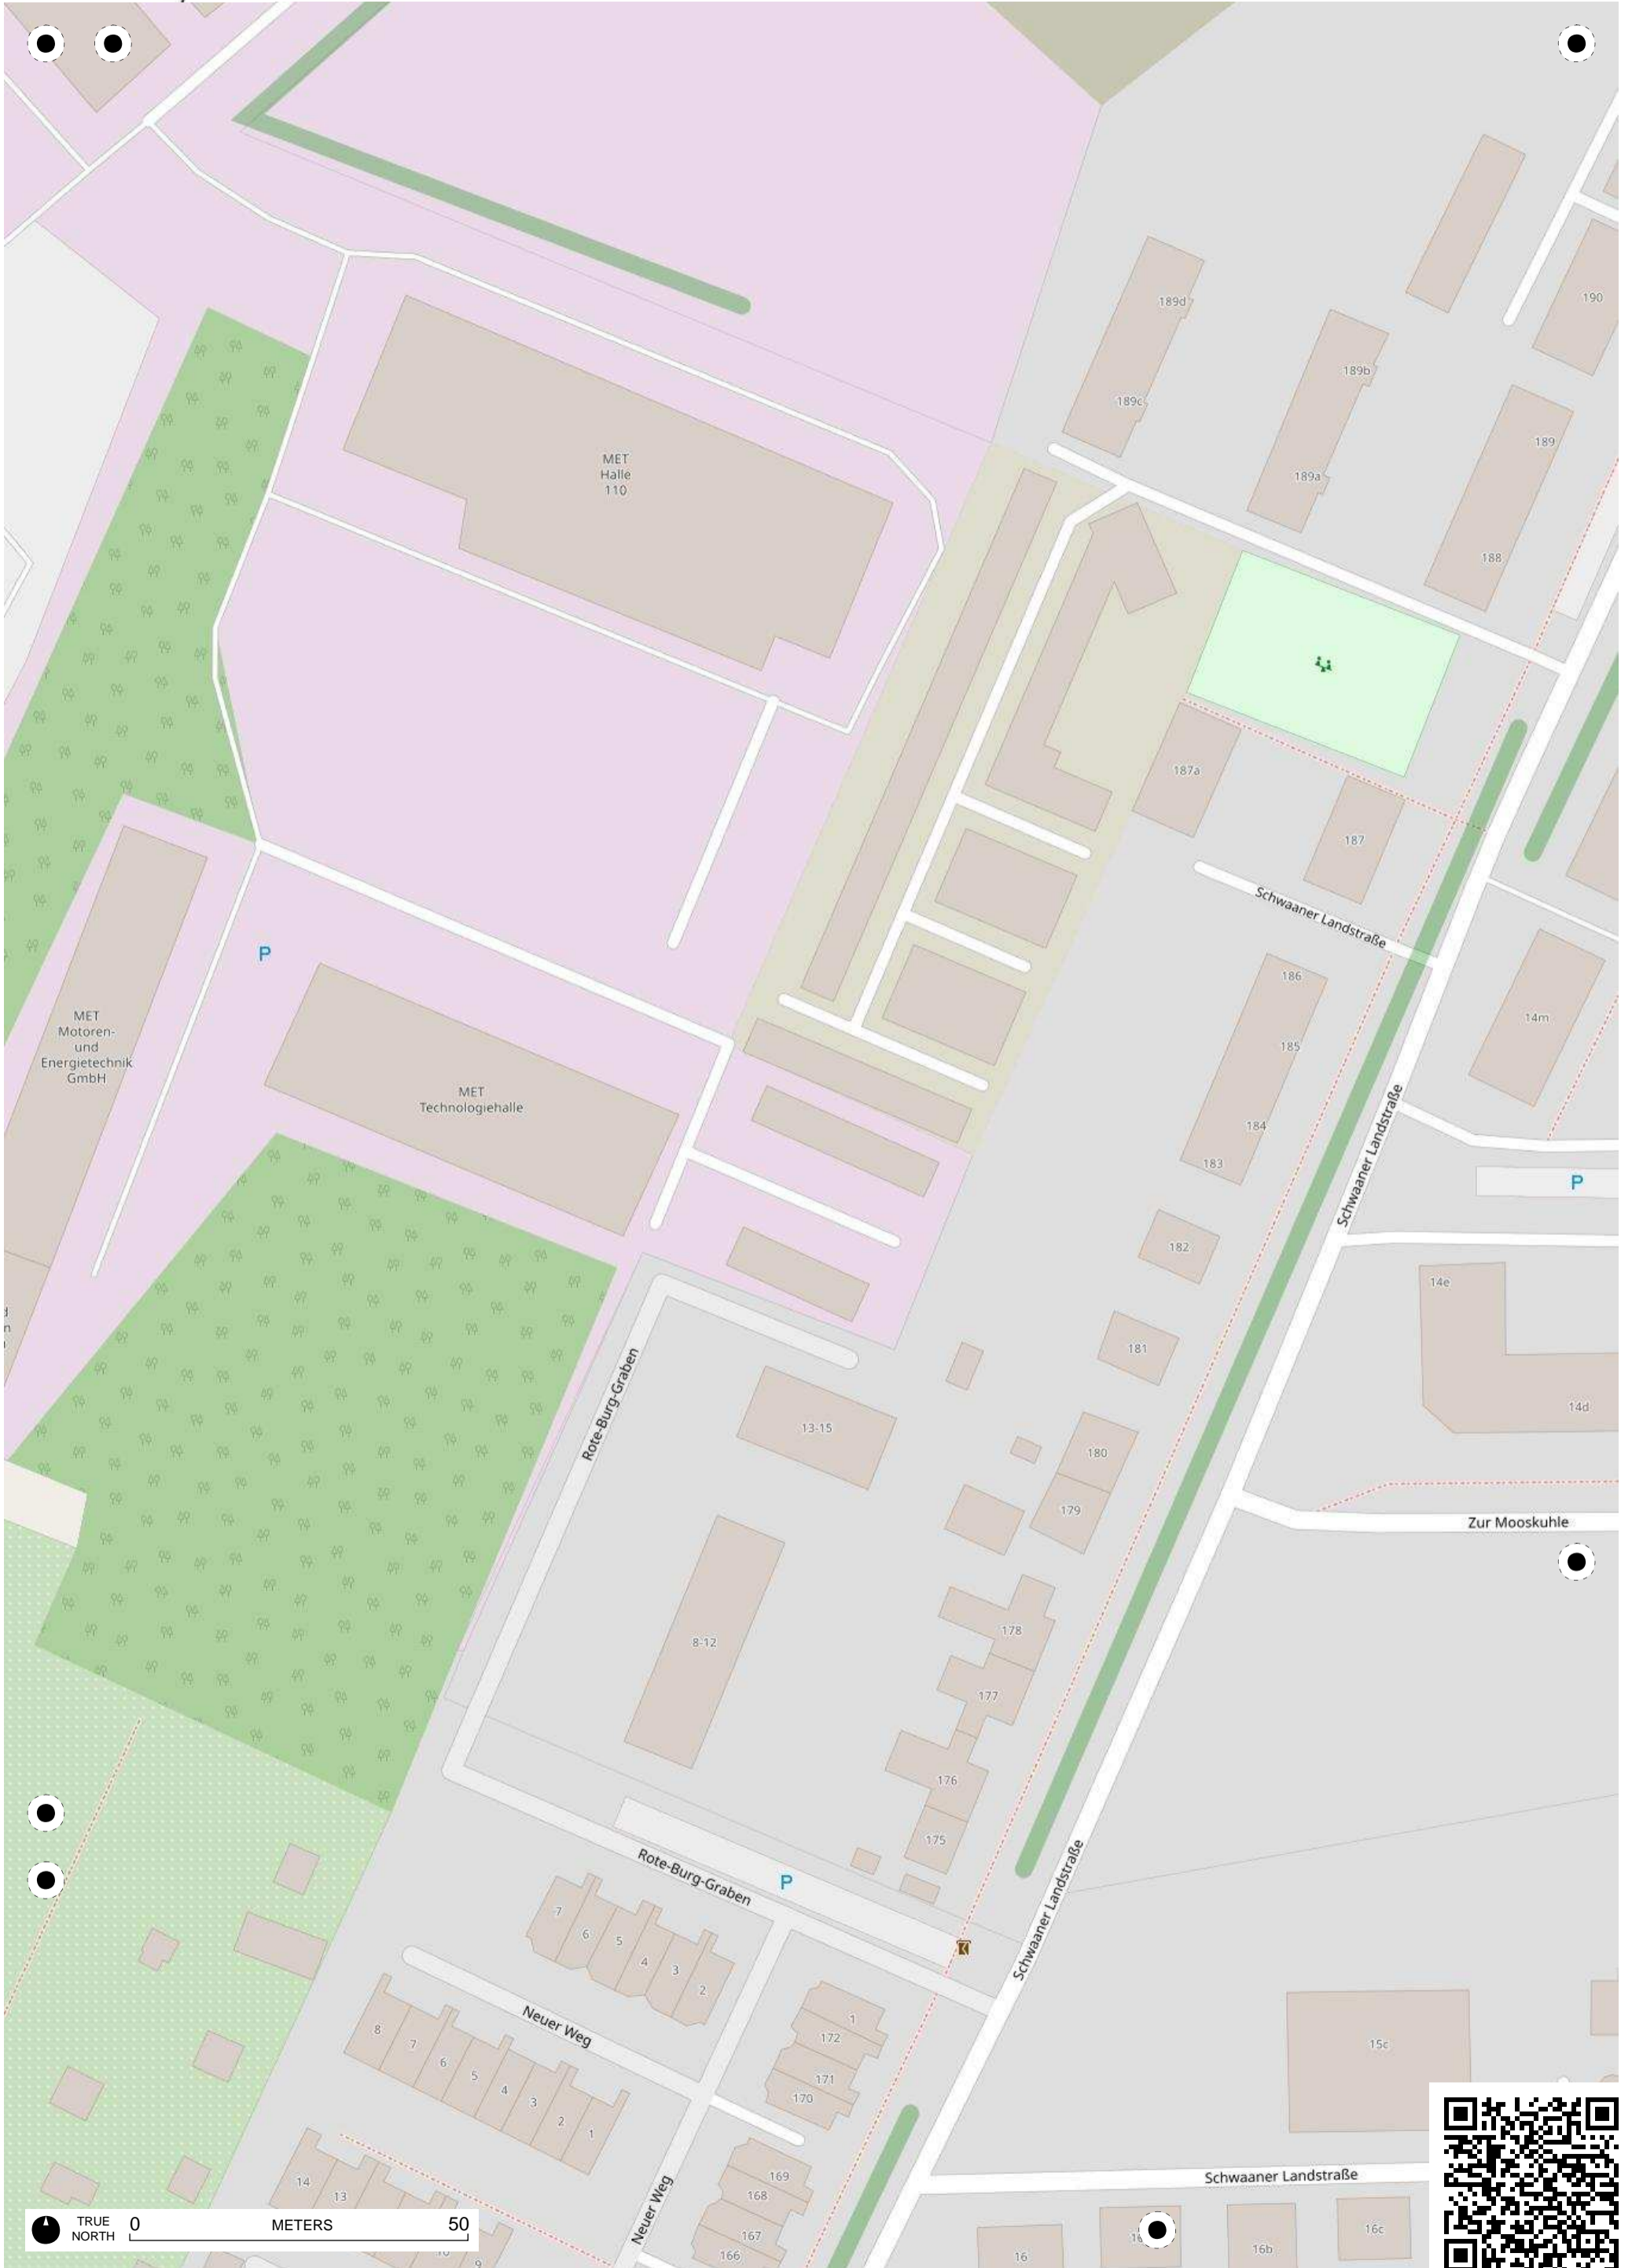 189d
190
189b
189c
189
MET
Halle
110
189a
188
187a
187
Schwaaner Landstraße
P
186
MET
Motoren-
und
Energietechnik
GmbH
14m
185
MET
Technologiehalle
184
Schwaaner Landstraße
183
P
182
14e
181
Rote-Burg-Graben
14d
13-15
180
179
Zur Mooskuhle
178
8-12
177
176
175
Rote-Burg-Graben
P
Schwaaner Landstraße
7
6
5
4
3
2
1
172
171
170
Neuer Weg
8
7
6
5
4
3
2
1
15c
169
168
167
166
Neuer Weg
Schwaaner Landstraße
14
13
10
9
16
16b
16c
TRUE
NORTH
0 METERS 50